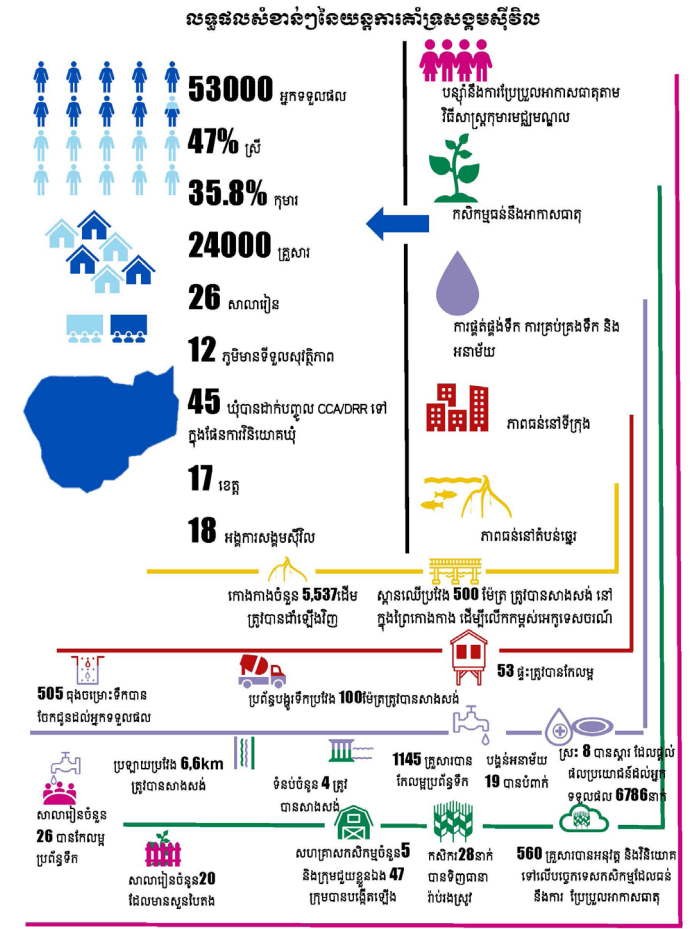 លទ្ធផលសំខាន់ៗនៃយន្តការគាំទ្រសង្គមស៊ីវិល
53000 អ្នកទទួលផល
47% ស្រី
35.8% កុមារ
24000 គ្រួសារ
26 សាលារៀន
12 ភូមិមានទីទួលសុវត្ថិភាព
45 ឃុំបានដាក់បញ្ចូល CCA/DRR ទៅ
ក្នុងផែនការវិនិយោគឃុំ
17 ខេត្ត
18 អង្គការសង្គមស៊ីវិល
បន្ស៊ាំនឹងការប្រែប្រួលអាកាសធាតុតាម
វិធីសាស្ត្រកុមារមជ្ឈមណ្ឌល
កសិកម្មធន់នឹងអាកាសធាតុ
ការផ្គត់ផ្គង់ទឹក ការគ្រប់គ្រងទឹក និង
អនាម័យ
ភាពធន់នៅទីក្រុង
ភាពធន់នៅតំបន់ឆ្នេរ
កោងកាងចំនួន 5,537ដើម
ត្រូវបានដាំឡើងវិញ
ស្ពានឈើប្រវែង 500 ម៉ែត្រ ត្រូវបានសាងសង់ នៅ
ក្នុងព្រៃកោងកាង ដើម្បីលើកកម្ពស់អេកូទេសចរណ៍
505 ធុងចម្រោះទឹកបាន
ចែកជូនដល់អ្នកទទួលផល
ប្រព័ន្ធបង្ហូរទឹកប្រវែង 100ម៉ែត្រត្រូវបានសាងសង់
53 ផ្ទះត្រូវបានកែលម្អ
សាលារៀនចំនួន
26 បានកែលម្អ
ប្រព័ន្ធទឹក
ប្រឡាយប្រវែង 6,6km
ត្រូវបានសាងសង់
ទំនប់ចំនួន 4 ត្រូវ
បានសាងសង់
1145 គ្រួសារបាន
កែលម្អប្រព័ន្ធទឹក
បង្គន់អនាម័យ
19 បានបំពាក់
ស្រះ 8 បានស្តារ ដែលផ្តល់
ផលប្រយោជន៍ដល់អ្នក
ទទួលផល 6786នាក់
សាលារៀនចំនួន20
ដែលមានសួនបៃតង
សហគ្រាសកសិកម្មចំនួន5
និងក្រុមជួយខ្លួនឯង 47
ក្រុមបានបង្កើតឡើង
កសិករ28នាក់
បានទិញធានា
រ៉ាប់រងស្រូវ
560 គ្រួសារបានអនុវត្ត និងវិនិយោគ
ទៅលើបច្ចេកទេសកសិកម្មដែលធន់
នឹងការ ប្រែប្រួលអាកាសធាតុ